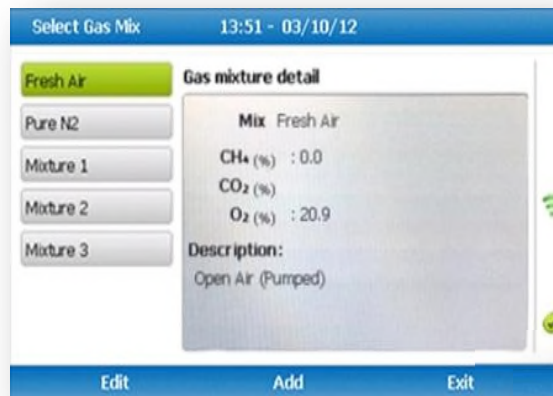 Select Gas Mix 13:51 - 03/10/12
Fresh Air
Pure N2
Mixture 1
Mixture 2
Mixture 3
Gas mixture detail
Mix Fresh Air
CH₄ (%) : 0.0
CO₂ (%)
O₂ (%) : 20.9
Description:
Open Air (Pumped)
Edit Add Exit